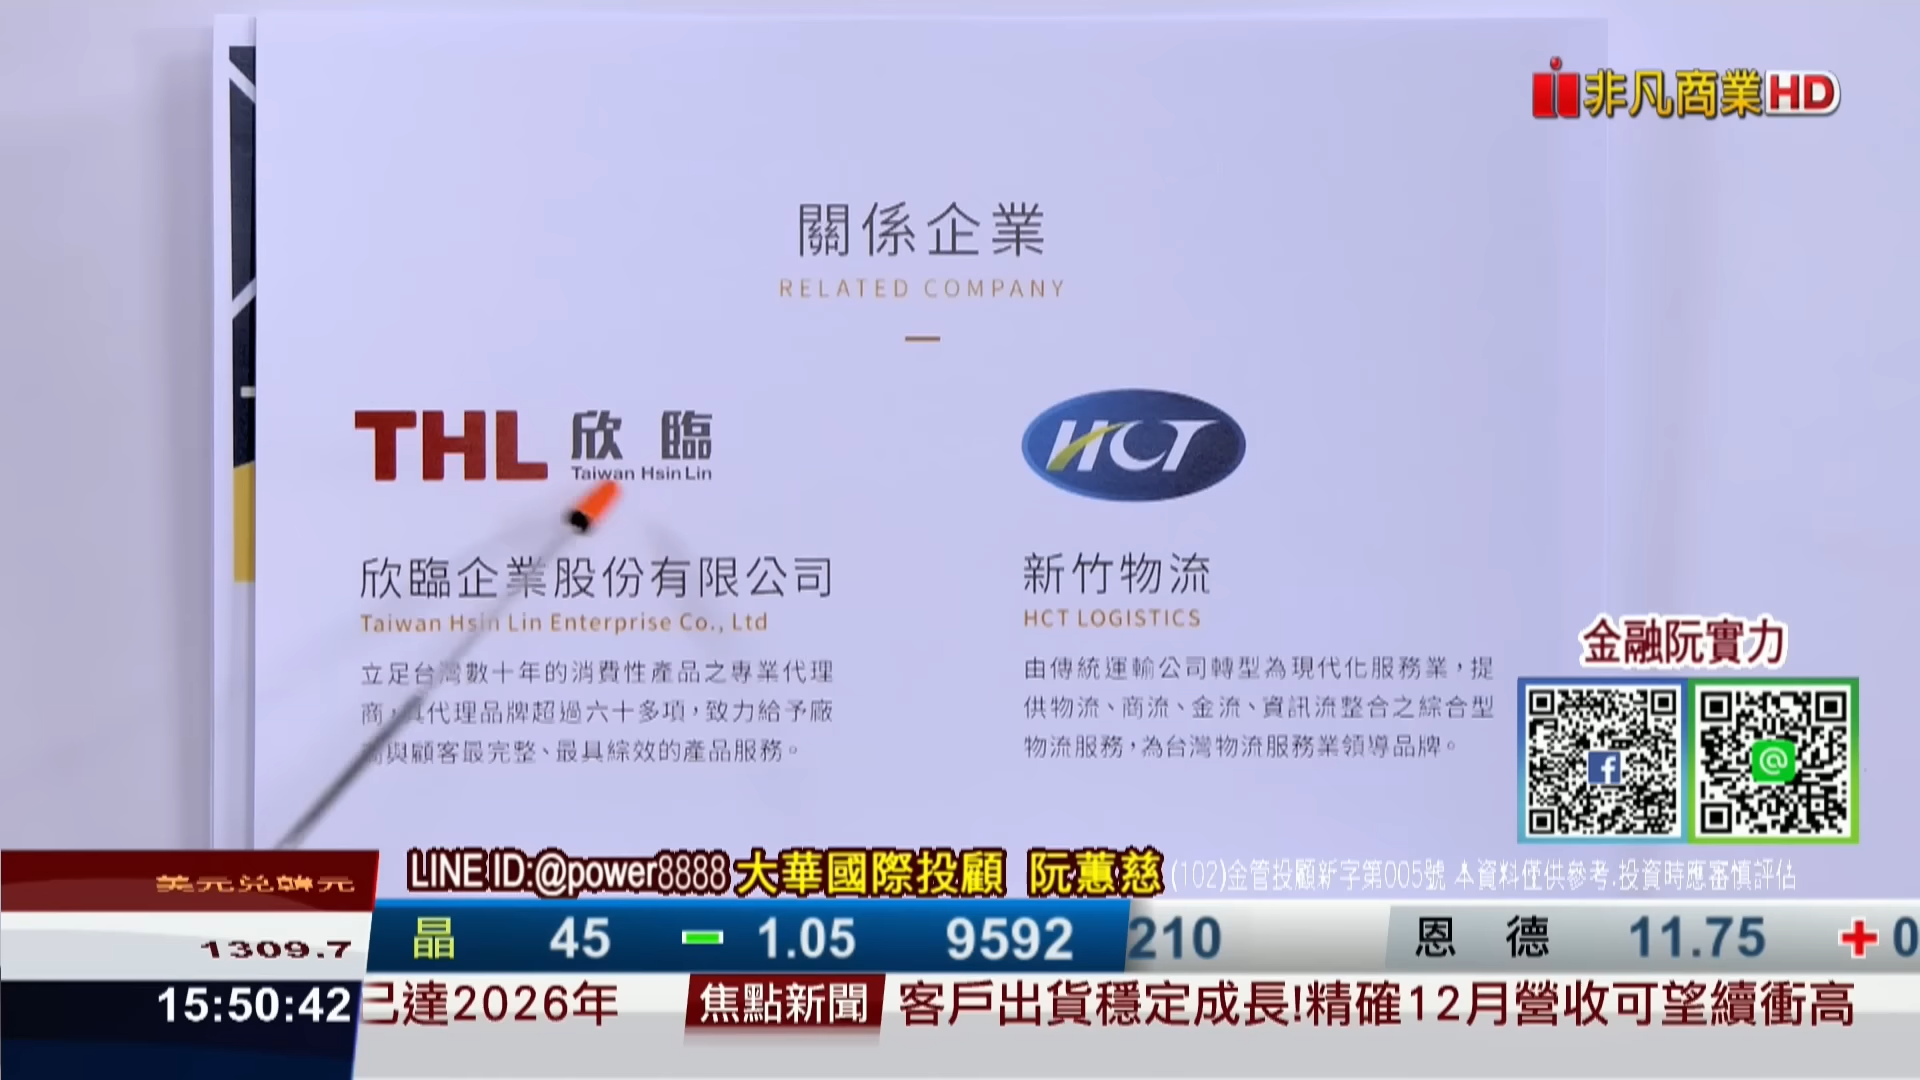 非凡商業HD
關係企業
RELATED COMPANY
THL 欣臨
Taiwan Hsin Lin
HCT
欣臨企業股份有限公司
Taiwan Hsin Lin Enterprise Co., Ltd
立足台灣數十年的消費性產品之專業代理
商，其代理品牌超過六十多項，致力給予廠
商與顧客最完整、最具綜效的產品服務。
新竹物流
HCT LOGISTICS
由傳統運輸公司轉型為現代化服務業，提
供物流、商流、金流、資訊流整合之綜合型
物流服務，為台灣物流服務業領導品牌。
金融阮實力
LINE ID:@power8888 大華國際投顧 阮蕙慈 (102)金管投顧新字第005號 本資料僅供參考,投資時應審慎評估
美元兌韓元
1309.7
晶 45 1.05 9592 210 恩德 11.75 0
15:50:42
已達2026年 焦點新聞 客戶出貨穩定成長!精確12月營收可望續衝高